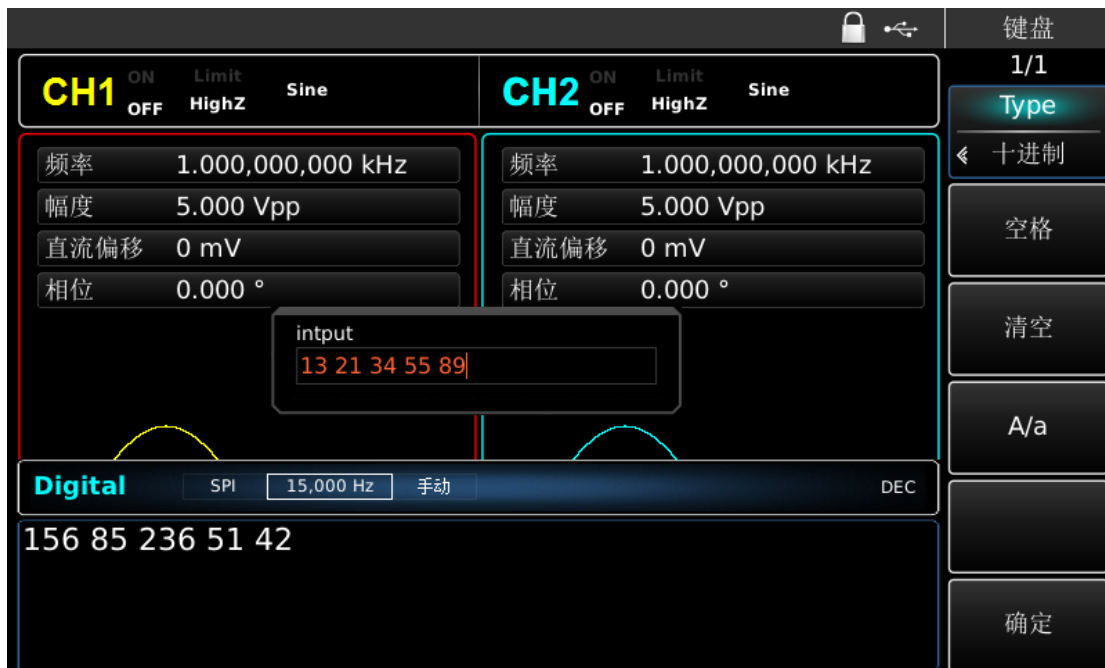 键盘
1/1
CH1 ON OFF Limit HighZ Sine
CH2 ON OFF Limit HighZ Sine
Type
十进制
频率 1.000,000,000 kHz
幅度 5.000 Vpp
直流偏移 0 mV
相位 0.000 °
频率 1.000,000,000 kHz
幅度 5.000 Vpp
直流偏移 0 mV
相位 0.000 °
空格
清空
A/a
确定
intput
13 21 34 55 89
Digital SPI 15,000 Hz 手动 DEC
156 85 236 51 42